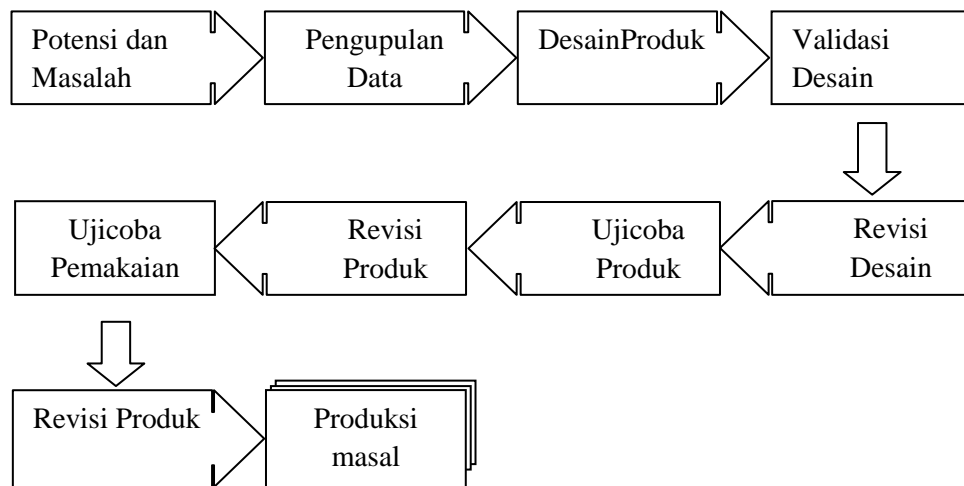 Potensi dan
Masalah
Pengupulan
Data
DesainProduk
Validasi
Desain
Revisi
Desain
Ujicoba
Produk
Revisi
Produk
Ujicoba
Pemakaian
Revisi Produk
Produksi
masal